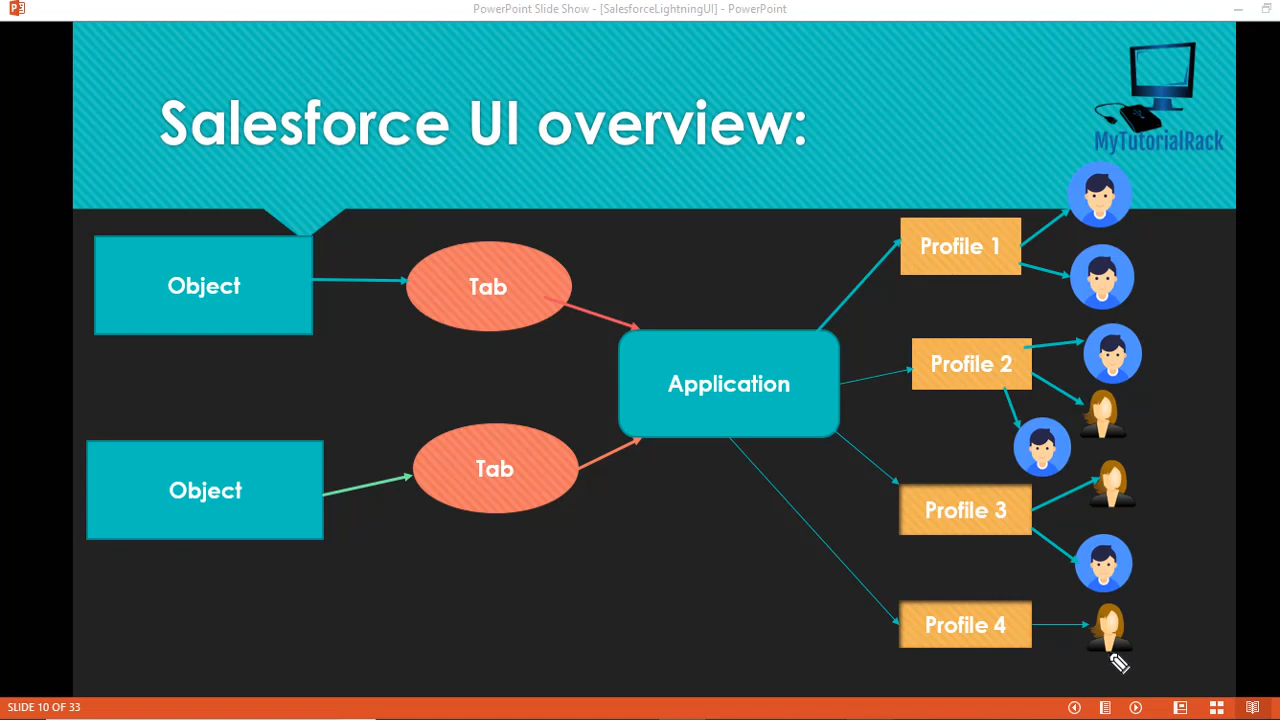 PowerPoint Slide Show - [SalesforceLightningUI] - PowerPoint
Salesforce UI overview:
MyTutorialRack
Object
Tab
Object
Tab
Application
Profile 1
Profile 2
Profile 3
Profile 4
SLIDE 10 OF 33